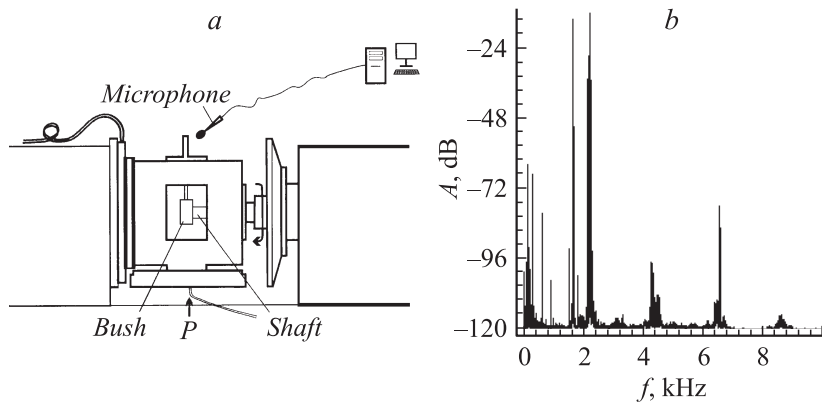 a
Microphone
Bush
P
Shaft
b
A, dB
−24
−48
−72
−96
−120
0 2 4 6 8
f, kHz